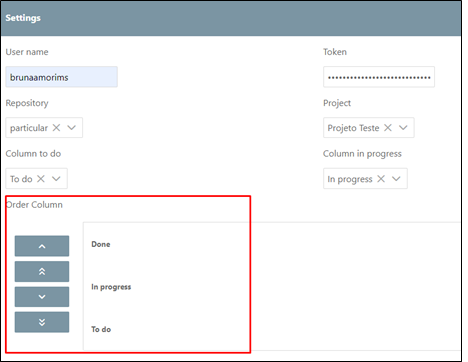 Settings
User name
Token
brunaamorims
••••••••••••••••••••••••••••
Repository
Project
particular
Projeto Teste
Column to do
Column in progress
To do
In progress
Order Column
Done
In progress
To do